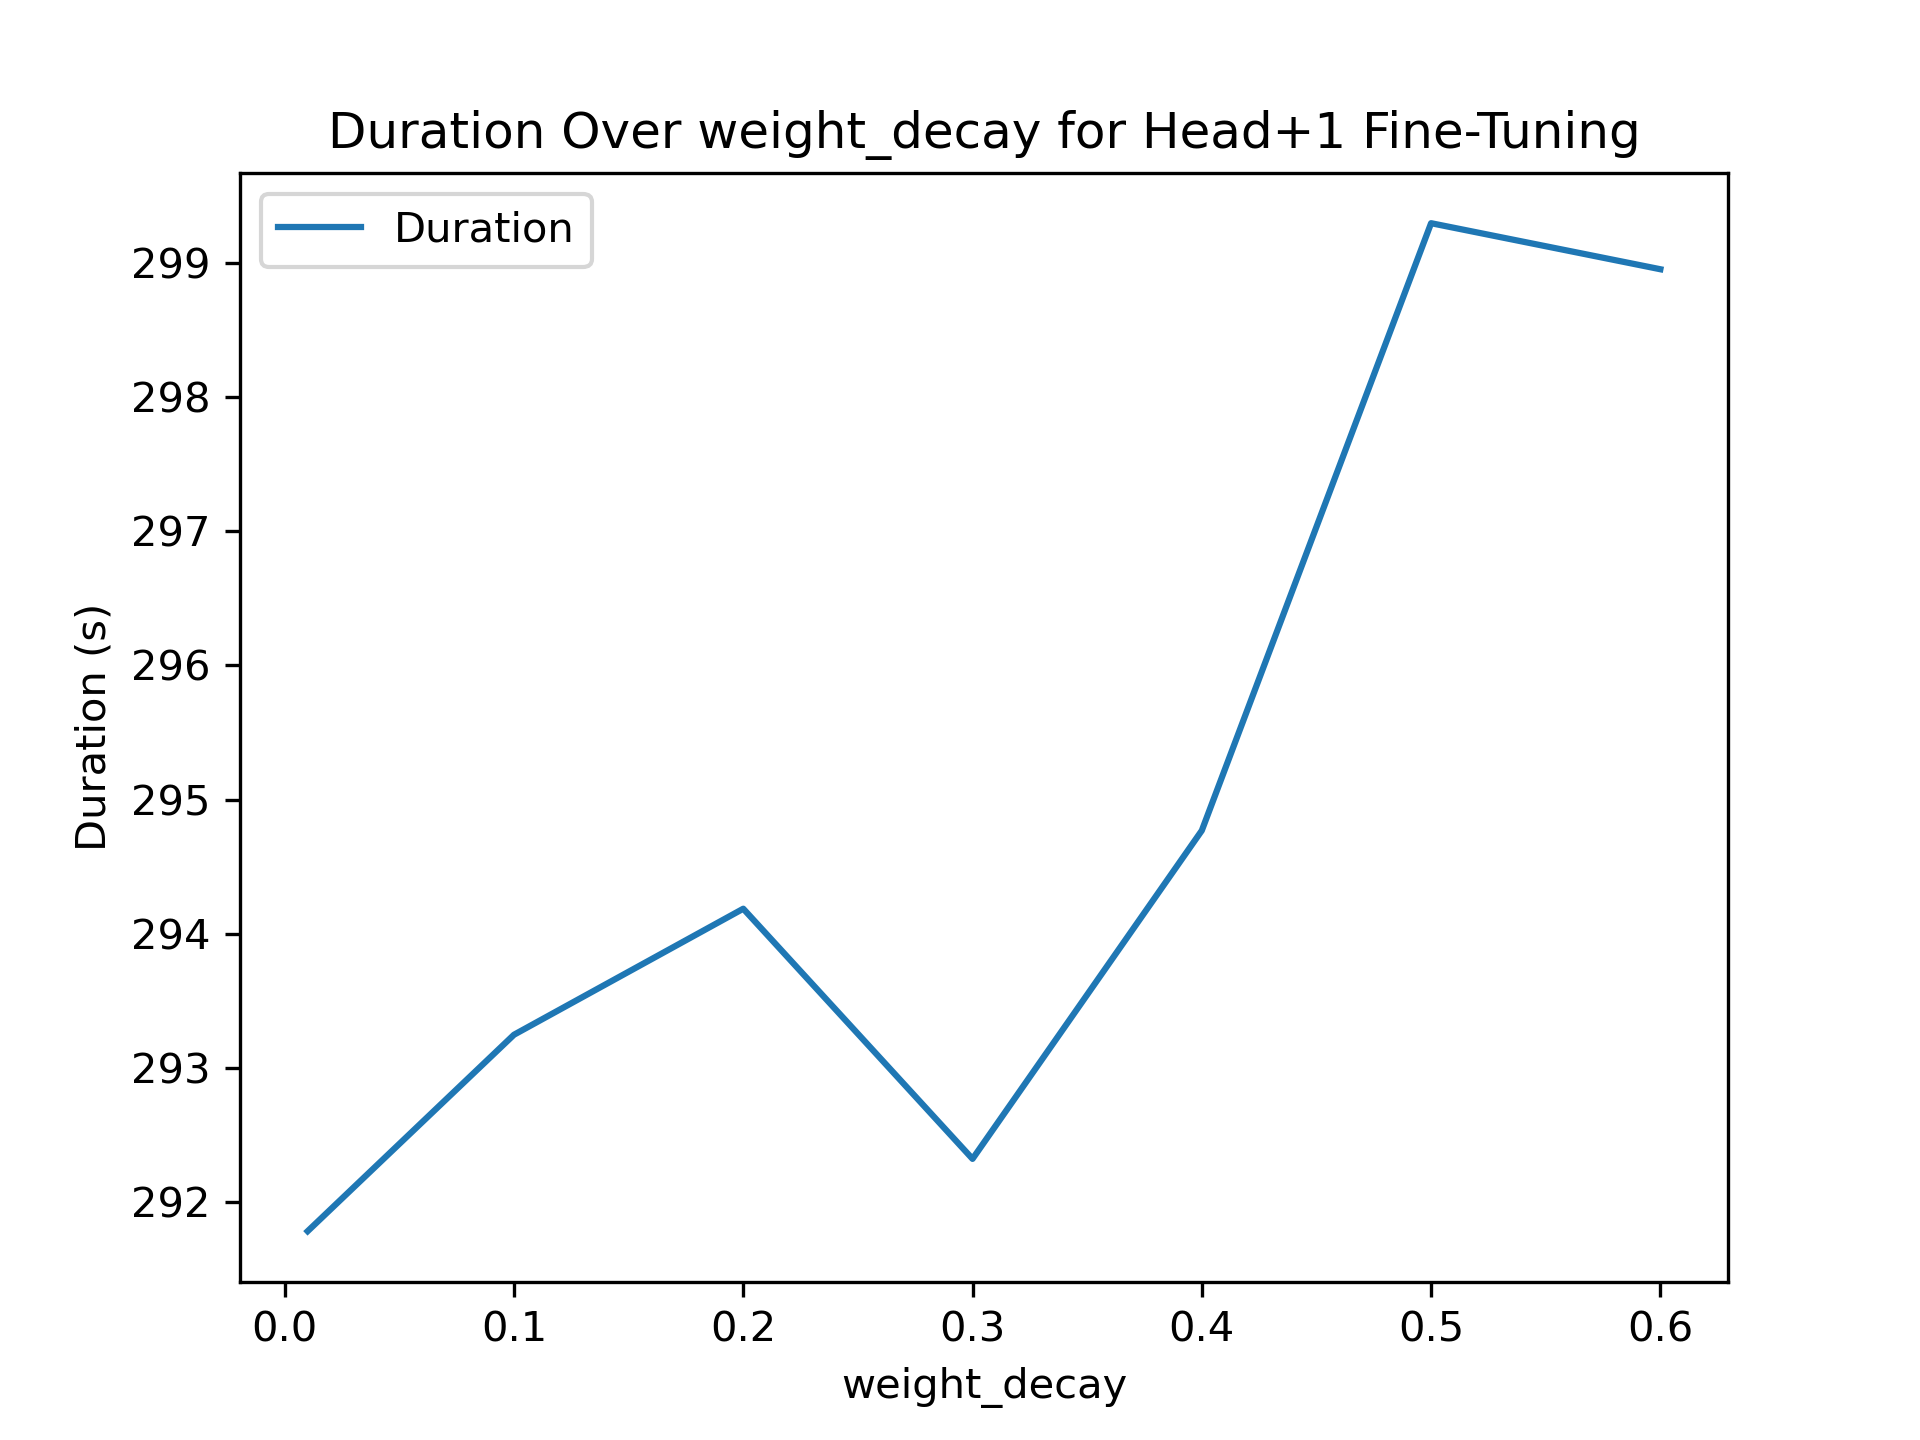 Duration Over weight_decay for Head+1 Fine-Tuning
Duration
299
298
297
296
295
294
293
292
Duration (s)
0.0 0.1 0.2 0.3 0.4 0.5 0.6
weight_decay